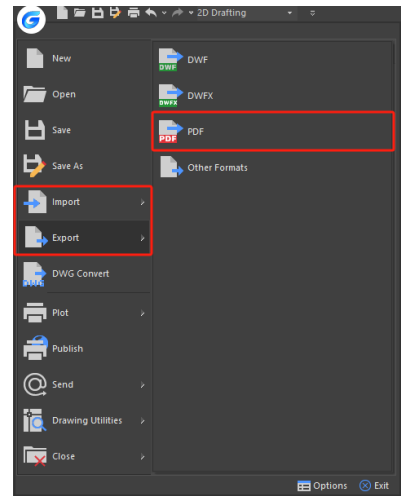 2D Drafting
New
Open
Save
Save As
Import
Export
DWG Convert
Plot
Publish
Send
Drawing Utilities
Close
DWF
DWF
DWFX
DWFX
PDF
PDF
Other Formats
DWG
Options
Exit